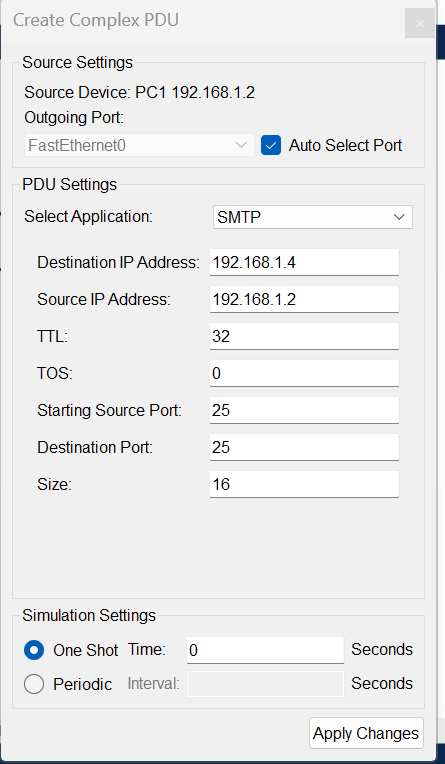 Create Complex PDU
Source Settings
Source Device: PC1 192.168.1.2
Outgoing Port:
FastEthernet0 Auto Select Port
PDU Settings
Select Application: SMTP
Destination IP Address: 192.168.1.4
Source IP Address: 192.168.1.2
TTL: 32
TOS: 0
Starting Source Port: 25
Destination Port: 25
Size: 16
Simulation Settings
One Shot Time: 0 Seconds
Periodic Interval: Seconds
Apply Changes